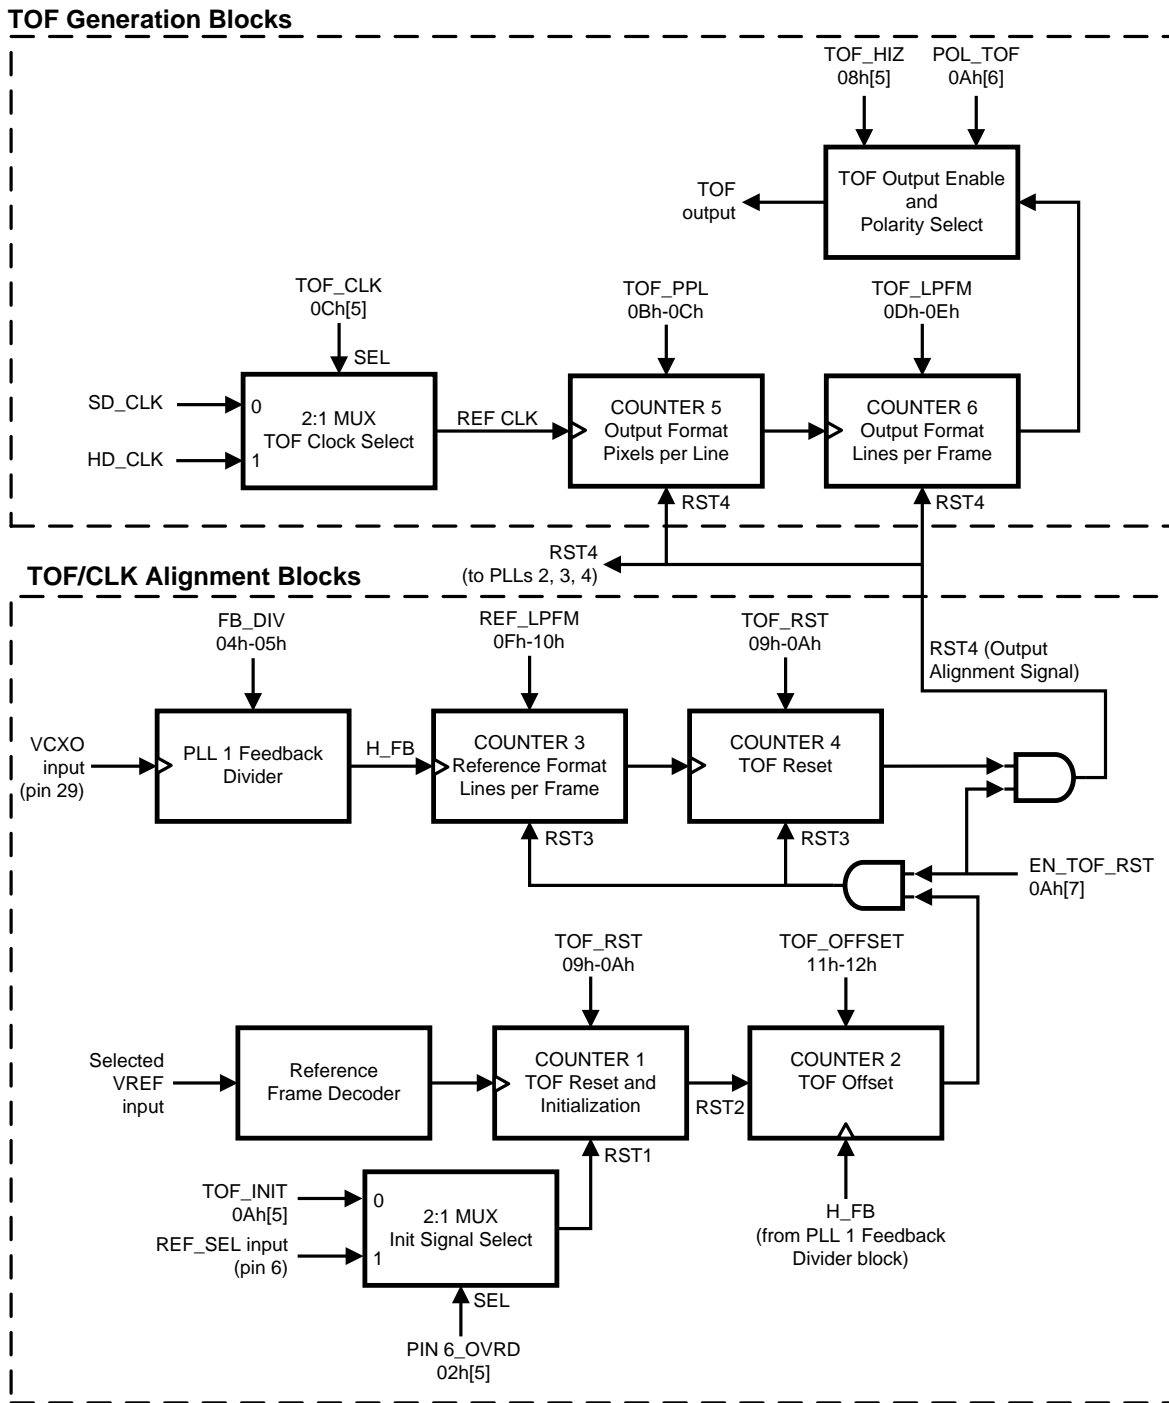 TOF Generation Blocks
TOF_HIZ
08h[5]
POL_TOF
0Ah[6]
TOF Output Enable
and
Polarity Select
TOF
output
TOF_CLK
0Ch[5]
SEL
TOF_PPL
0Bh-0Ch
TOF_LPFM
0Dh-0Eh
SD_CLK
HD_CLK
0
1
2:1 MUX
TOF Clock Select
REF CLK
COUNTER 5
Output Format
Pixels per Line
COUNTER 6
Output Format
Lines per Frame
RST4
RST4
RST4
(to PLLs 2, 3, 4)
TOF/CLK Alignment Blocks
FB_DIV
04h-05h
REF_LPFM
0Fh-10h
TOF_RST
09h-0Ah
RST4 (Output
Alignment Signal)
VCXO
input
(pin 29)
PLL 1 Feedback
Divider
H_FB
COUNTER 3
Reference Format
Lines per Frame
COUNTER 4
TOF Reset
RST3
RST3
EN_TOF_RST
0Ah[7]
TOF_RST
09h-0Ah
TOF_OFFSET
11h-12h
Selected
VREF
input
Reference
Frame Decoder
COUNTER 1
TOF Reset and
Initialization
RST2
COUNTER 2
TOF Offset
RST1
TOF_INIT
0Ah[5]
REF_SEL input
(pin 6)
0
1
2:1 MUX
Init Signal Select
H_FB
(from PLL 1 Feedback
Divider block)
SEL
PIN 6_OVRD
02h[5]